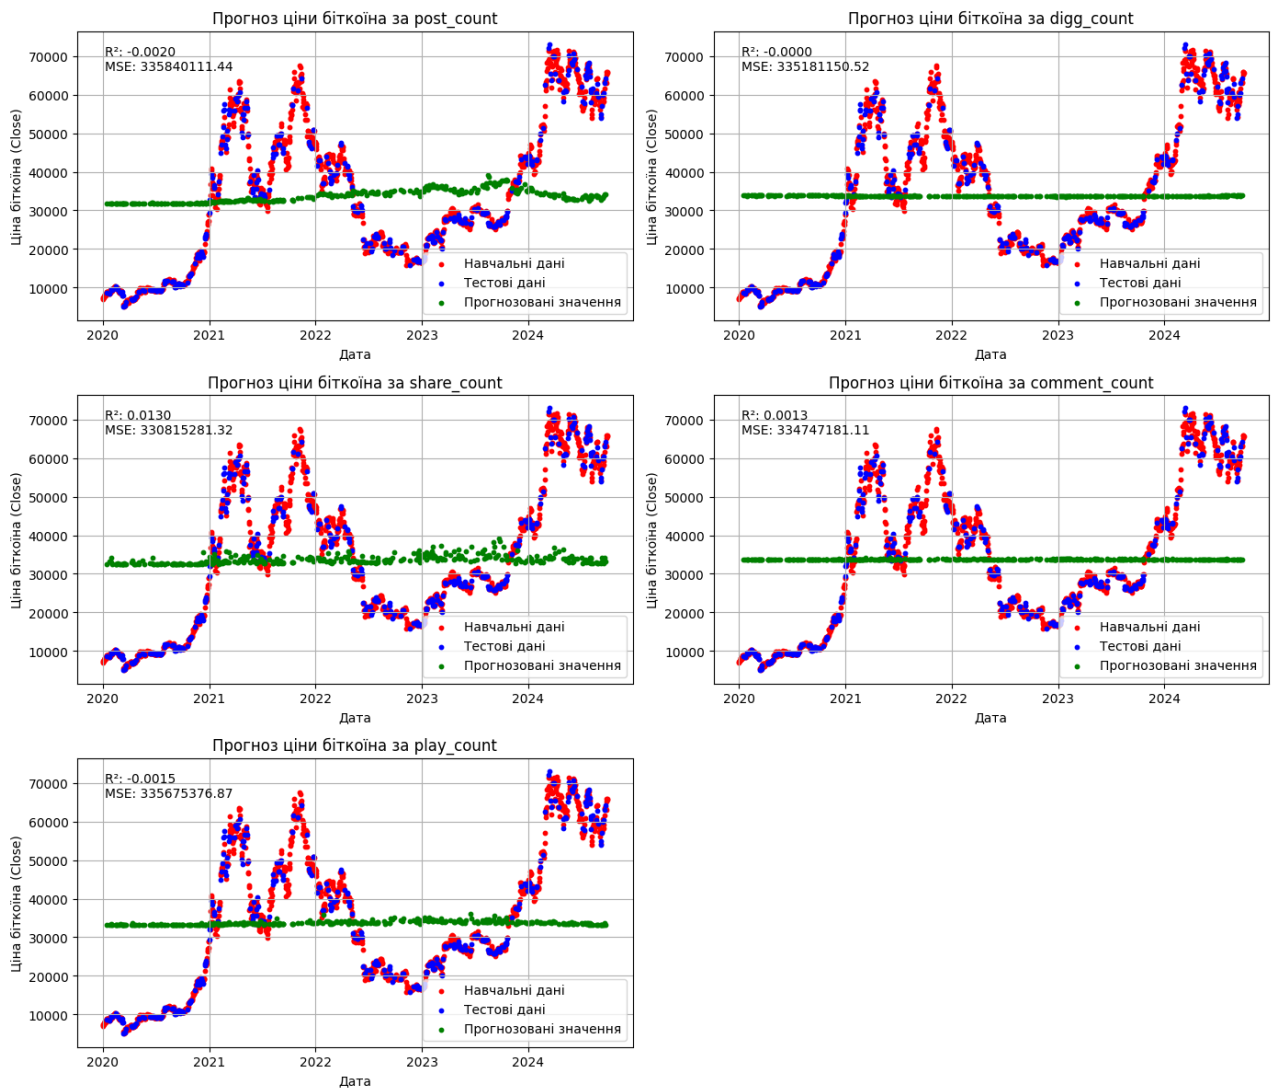 Прогноз ціни біткоїна за post_count
R²: -0.0020
MSE: 335840111.44
Ціна біткоїна (Close)
70000
60000
50000
40000
30000
20000
10000
Навчальні дані
Тестові дані
Прогнозовані значення
2020 2021 2022 2023 2024
Дата
Прогноз ціни біткоїна за digg_count
R²: -0.0000
MSE: 335181150.52
Ціна біткоїна (Close)
70000
60000
50000
40000
30000
20000
10000
Навчальні дані
Тестові дані
Прогнозовані значення
2020 2021 2022 2023 2024
Дата
Прогноз ціни біткоїна за share_count
R²: 0.0130
MSE: 330815281.32
Ціна біткоїна (Close)
70000
60000
50000
40000
30000
20000
10000
Навчальні дані
Тестові дані
Прогнозовані значення
2020 2021 2022 2023 2024
Дата
Прогноз ціни біткоїна за comment_count
R²: 0.0013
MSE: 334747181.11
Ціна біткоїна (Close)
70000
60000
50000
40000
30000
20000
10000
Навчальні дані
Тестові дані
Прогнозовані значення
2020 2021 2022 2023 2024
Дата
Прогноз ціни біткоїна за play_count
R²: -0.0015
MSE: 335675376.87
Ціна біткоїна (Close)
70000
60000
50000
40000
30000
20000
10000
Навчальні дані
Тестові дані
Прогнозовані значення
2020 2021 2022 2023 2024
Дата